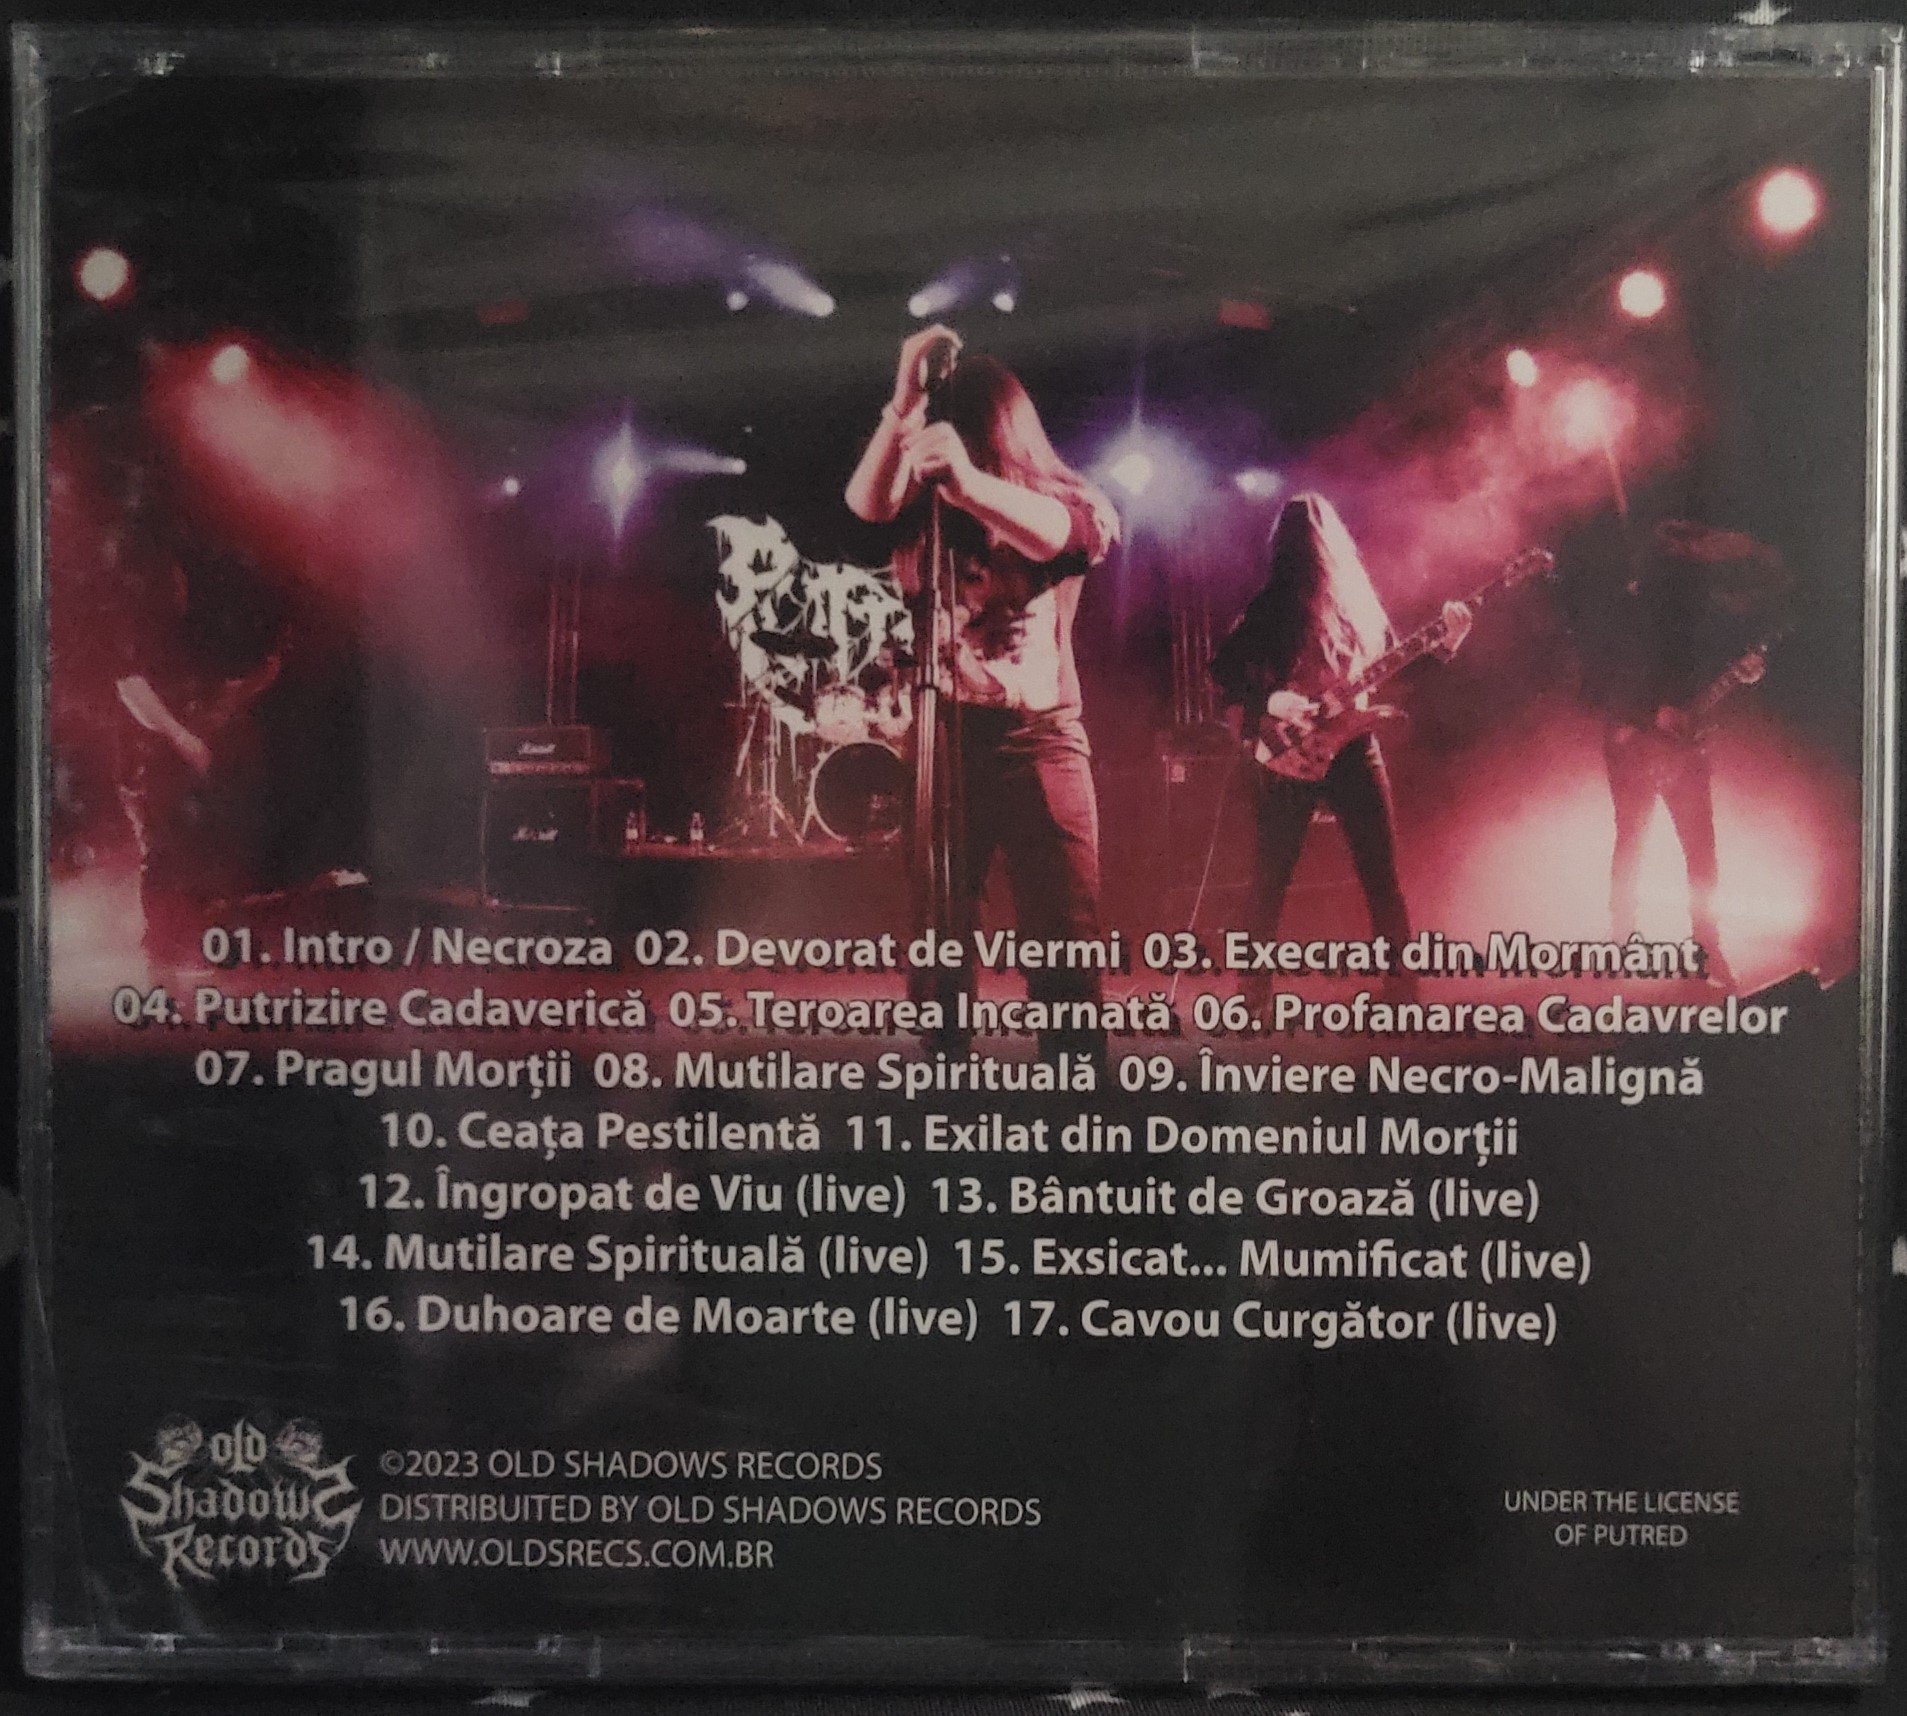 Marshall
Marshall
01. Intro / Necroza 02. Devorat de Viermi 03. Execrat din Mormânt
04. Putrizire Cadaverică 05. Teroarea Incarnată 06. Profanarea Cadavrelor
07. Pragul Morții 08. Mutilare Spirituală 09. Înviere Necro-Malignă
10. Ceața Pestilentă 11. Exilat din Domeniul Morții
12. Îngropat de Viu (live) 13. Bântuit de Groază (live)
14. Mutilare Spirituală (live) 15. Exsicat... Mumificat (live)
16. Duhoare de Moarte (live) 17. Cavou Curgător (live)
OLD
Shadows
Records
©2023 OLD SHADOWS RECORDS
DISTRIBUITED BY OLD SHADOWS RECORDS
WWW.OLDSRECS.COM.BR
UNDER THE LICENSE
OF PUTRED